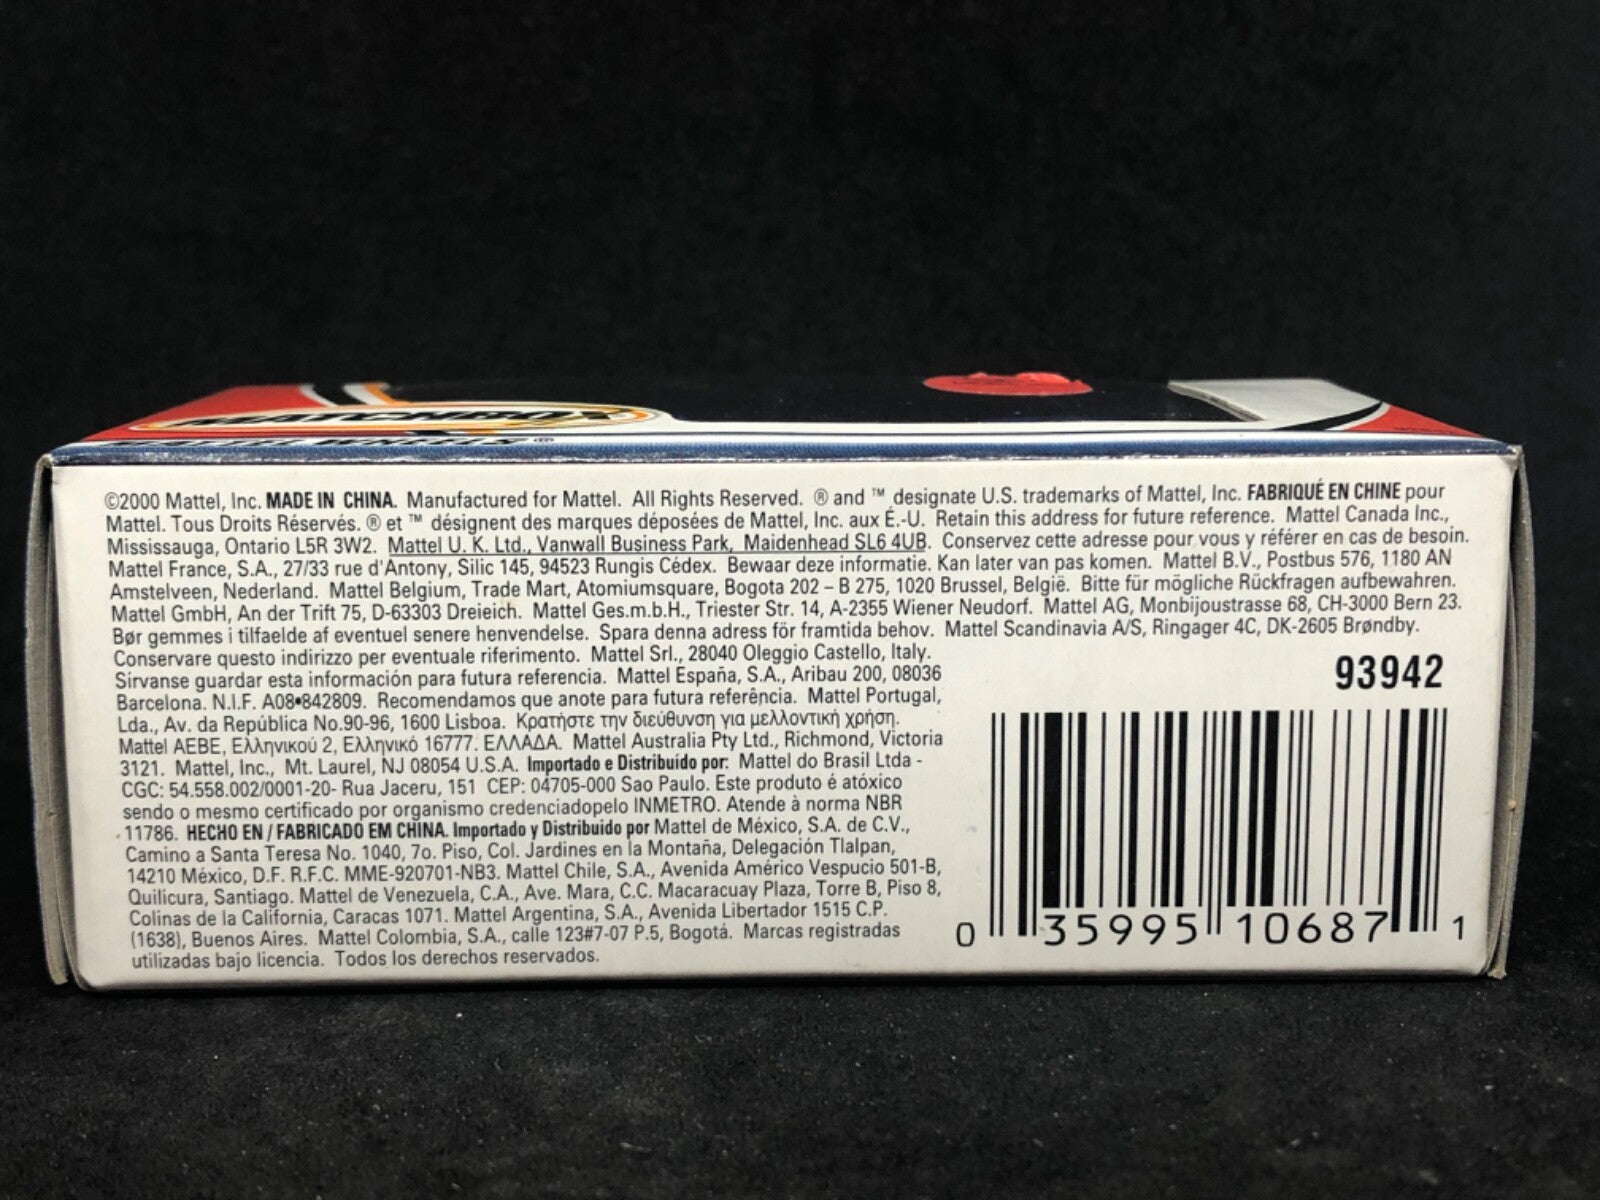 MATCHBOX
©2000 Mattel, Inc. MADE IN CHINA. Manufactured for Mattel. All Rights Reserved. ® and ™ designate U.S. trademarks of Mattel, Inc. FABRIQUÉ EN CHINE pour
Mattel. Tous Droits Réservés. ® et ™ désignent des marques déposées de Mattel, Inc. aux É.-U. Retain this address for future reference. Mattel Canada Inc.,
Mississauga, Ontario L5R 3W2. Mattel U. K. Ltd., Vanwall Business Park, Maidenhead SL6 4UB. Conservez cette adresse pour vous y référer en cas de besoin.
Mattel France, S.A., 27/33 rue d'Antony, Silic 145, 94523 Rungis Cédex. Bewaar deze informatie. Kan later van pas komen. Mattel B.V., Postbus 576, 1180 AN
Amstelveen, Nederland. Mattel Belgium, Trade Mart, Atomiumsquare, Bogota 202 – B 275, 1020 Brussel, België. Bitte für mögliche Rückfragen aufbewahren.
Mattel GmbH, An der Trift 75, D-63303 Dreieich. Mattel Ges.m.b.H., Triester Str. 14, A-2355 Wiener Neudorf. Mattel AG, Monbijoustrasse 68, CH-3000 Bern 23.
Bør gemmes i tilfaelde af eventuel senere henvendelse. Spara denna adress för framtida behov. Mattel Scandinavia A/S, Ringager 4C, DK-2605 Brøndby.
Conservare questo indirizzo per eventuale riferimento. Mattel Srl., 28040 Oleggio Castello, Italy.
Sírvanse guardar esta información para futura referencia. Mattel España, S.A., Aribau 200, 08036
Barcelona. N.I.F. A08•842809. Recomendamos que anote para futura referência. Mattel Portugal,
Lda., Av. da República No.90-96, 1600 Lisboa. Κρατήστε την διεύθυνση για μελλοντική χρήση.
Mattel AEBE, Ελληνικού 2, Ελληνικό 16777. ΕΛΛΑΔΑ. Mattel Australia Pty Ltd., Richmond, Victoria
3121. Mattel, Inc., Mt. Laurel, NJ 08054 U.S.A. Importado e Distribuído por: Mattel do Brasil Ltda -
CGC: 54.558.002/0001-20- Rua Jaceru, 151 CEP: 04705-000 Sao Paulo. Este produto é atóxico
sendo o mesmo certificado por organismo credenciadopelo INMETRO. Atende à norma NBR
11786. HECHO EN / FABRICADO EM CHINA. Importado y Distribuido por Mattel de México, S.A. de C.V.,
Camino a Santa Teresa No. 1040, 7o. Piso, Col. Jardines en la Montaña, Delegación Tlalpan,
14210 México, D.F. R.F.C. MME-920701-NB3. Mattel Chile, S.A., Avenida Américo Vespucio 501-B,
Quilicura, Santiago. Mattel de Venezuela, C.A., Ave. Mara, C.C. Macaracuay Plaza, Torre B, Piso 8,
Colinas de la California, Caracas 1071. Mattel Argentina, S.A., Avenida Libertador 1515 C.P.
(1638), Buenos Aires. Mattel Colombia, S.A., calle 123#7-07 P.5, Bogotá. Marcas registradas
utilizadas bajo licencia. Todos los derechos reservados.
93942
0 35995 10687 1